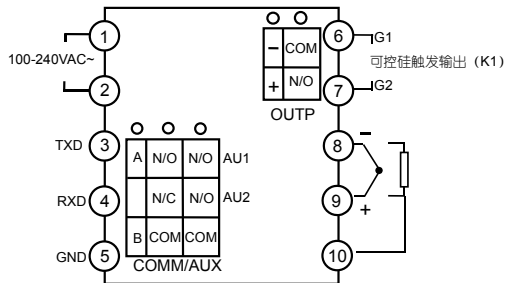 1
100-240VAC~
2
TXD 3
RXD 4
GND 5
A N/O N/O AU1
N/C N/O AU2
B COM COM
COMM/AUX
− COM
+ N/O
OUTP
6 G1
可控硅触发输出（K1）
7 G2
8 −
9 +
10